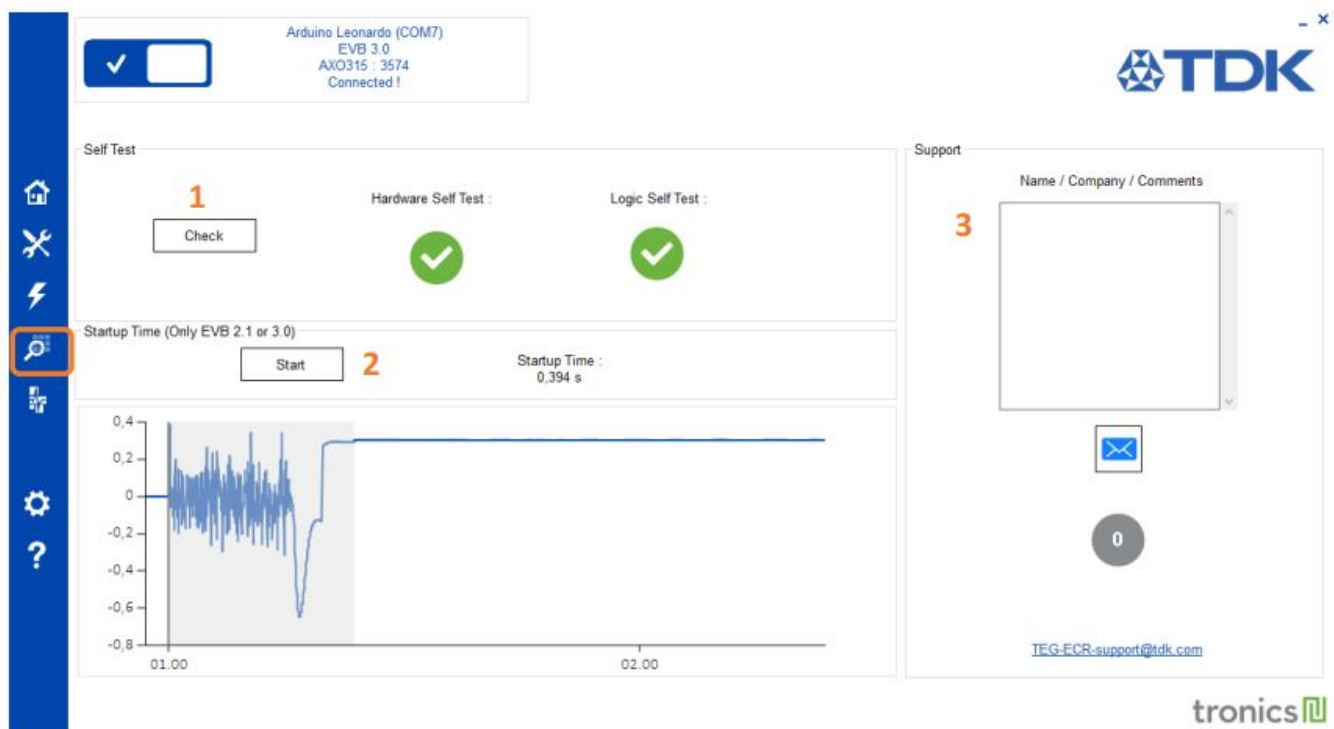 Arduino Leonardo (COM7)
EVB 3.0
AXO315 : 3574
Connected !
TDK
Self Test
1
Check
Hardware Self Test :
Logic Self Test :
Startup Time (Only EVB 2.1 or 3.0)
Start
2
Startup Time :
0,394 s
0,4
0,2
0
-0,2
-0,4
-0,6
-0,8
01.00
02.00
Support
Name / Company / Comments
3
0
TEG-ECR-support@tdk.com
tronics